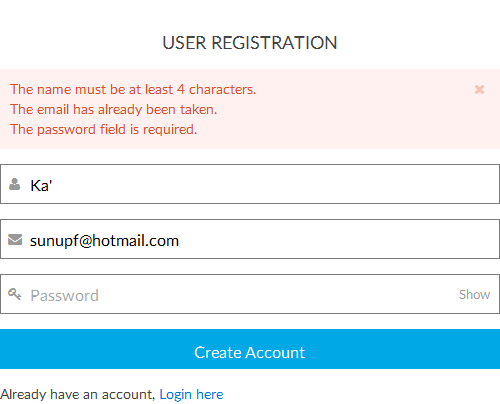 USER REGISTRATION
The name must be at least 4 characters.
The email has already been taken.
The password field is required.
Ka'
sunupf@hotmail.com
Password Show
Create Account
Already have an account, Login here